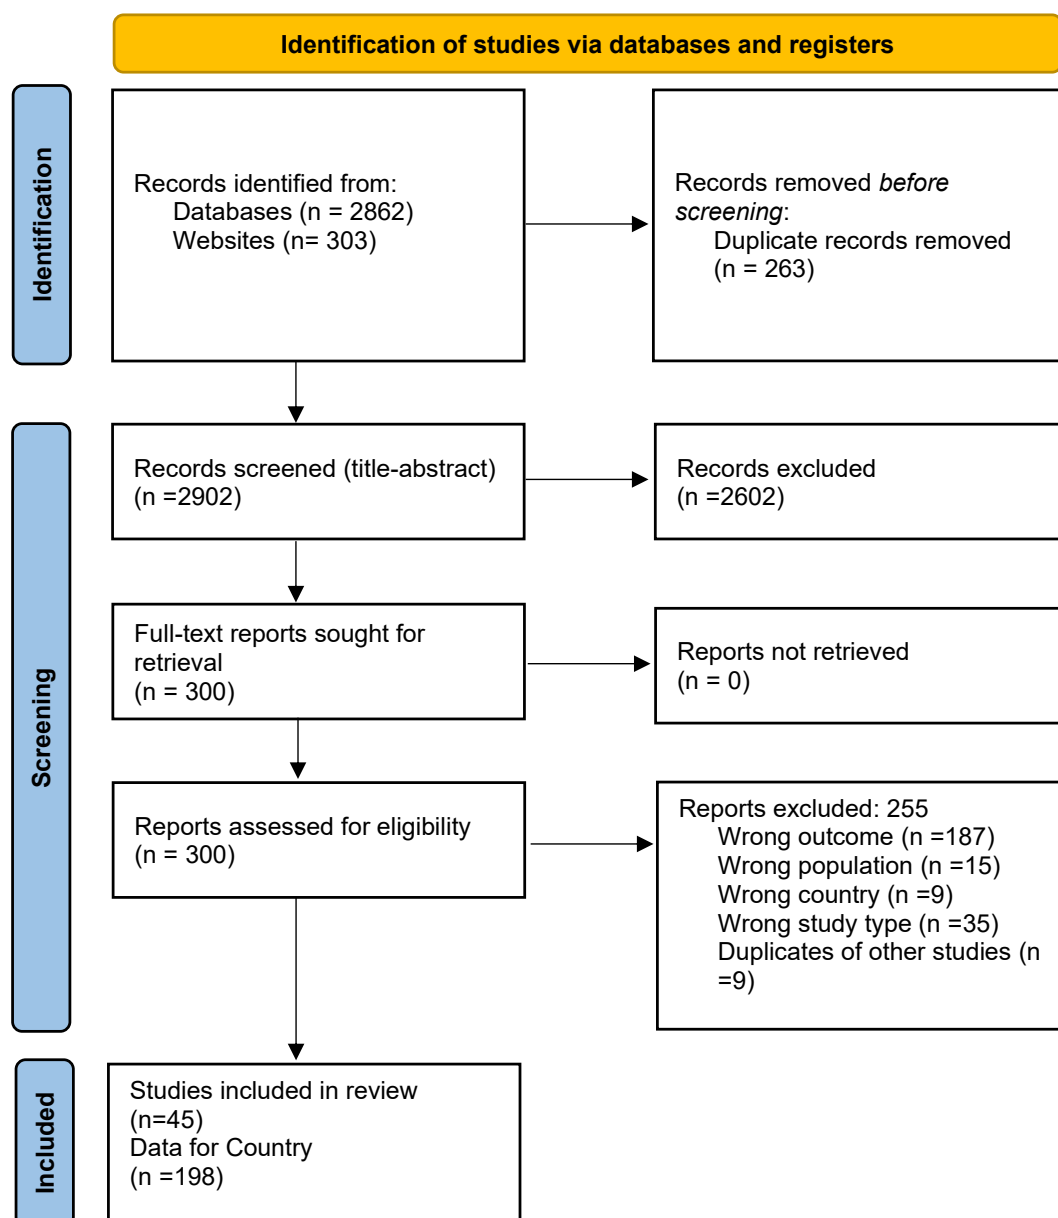 Identification of studies via databases and registers
Identification
Records identified from:
Databases (n = 2862)
Websites (n= 303)
Records removed before
screening:
Duplicate records removed
(n = 263)
Screening
Records screened (title-abstract)
(n =2902)
Records excluded
(n =2602)
Full-text reports sought for
retrieval
(n = 300)
Reports not retrieved
(n = 0)
Reports assessed for eligibility
(n = 300)
Reports excluded: 255
Wrong outcome (n =187)
Wrong population (n =15)
Wrong country (n =9)
Wrong study type (n =35)
Duplicates of other studies (n
=9)
Included
Studies included in review
(n=45)
Data for Country
(n =198)